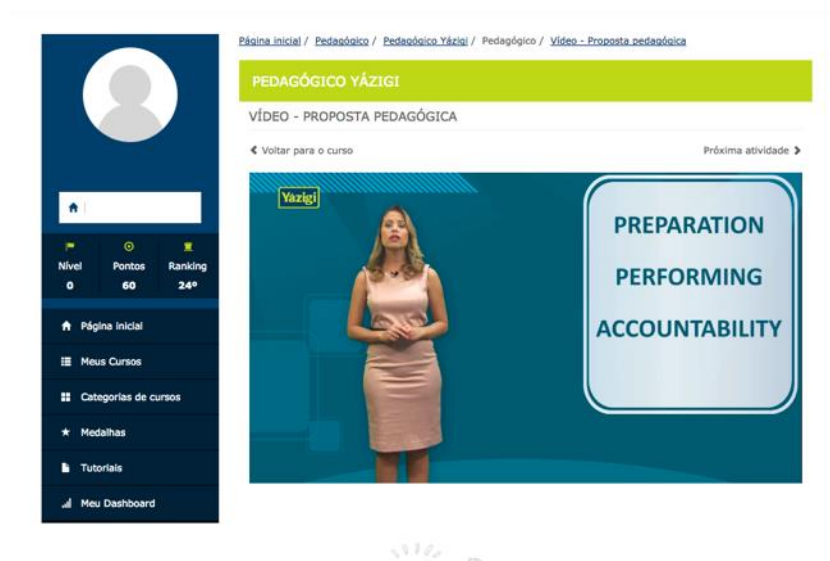 Página inicial / Pedagógico / Pedagógico Yázigi / Pedagógico / Vídeo - Proposta pedagógica
PEDAGÓGICO YÁZIGI
VÍDEO - PROPOSTA PEDAGÓGICA
Voltar para o curso
Próxima atividade
Yázigi
PREPARATION
PERFORMING
ACCOUNTABILITY
Nível Pontos Ranking
0 60 24º
Página inicial
Meus Cursos
Categorias de cursos
Medalhas
Tutoriais
Meu Dashboard